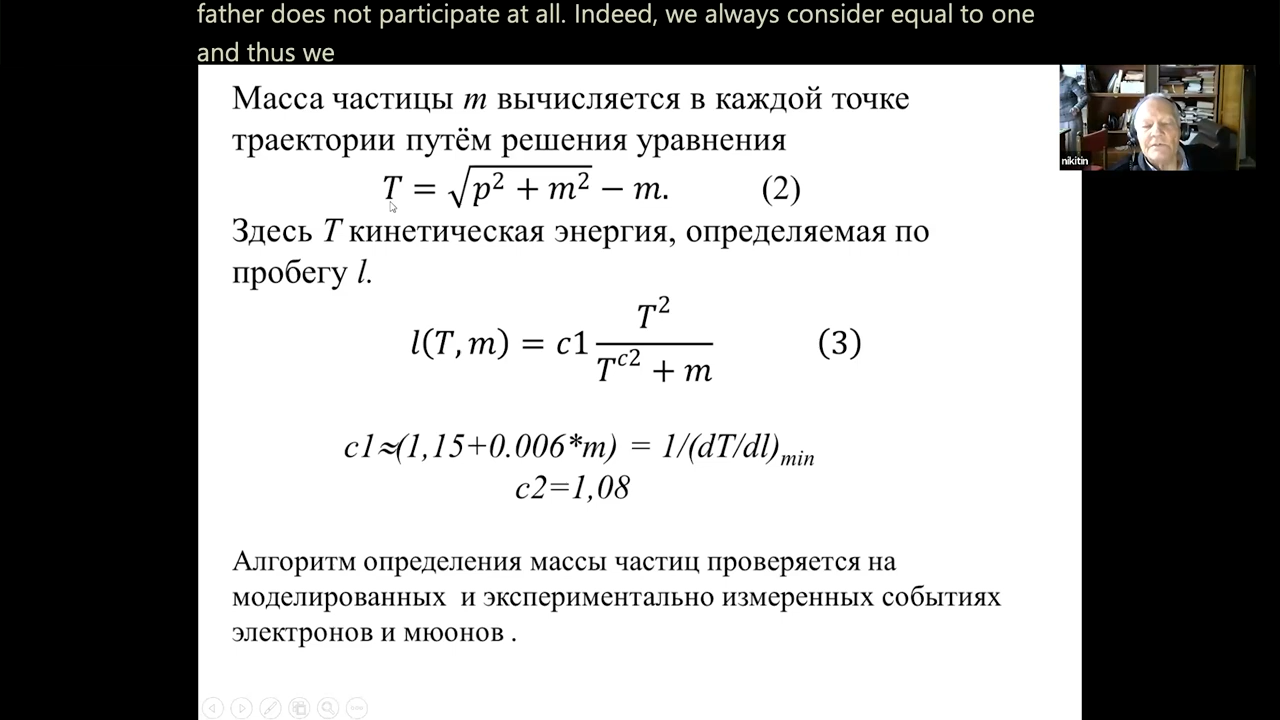 father does not participate at all. Indeed, we always consider equal to one
and thus we
nikitin
Масса частицы m вычисляется в каждой точке
траектории путём решения уравнения
T = √(p² + m²) − m. (2)
Здесь T кинетическая энергия, определяемая по
пробегу l.
l(T, m) = c1 T² / (T^c2 + m) (3)
c1≈(1,15+0.006*m) = 1/(dT/dl)min
c2=1,08
Алгоритм определения массы частиц проверяется на
моделированных и экспериментально измеренных событиях
электронов и мюонов .